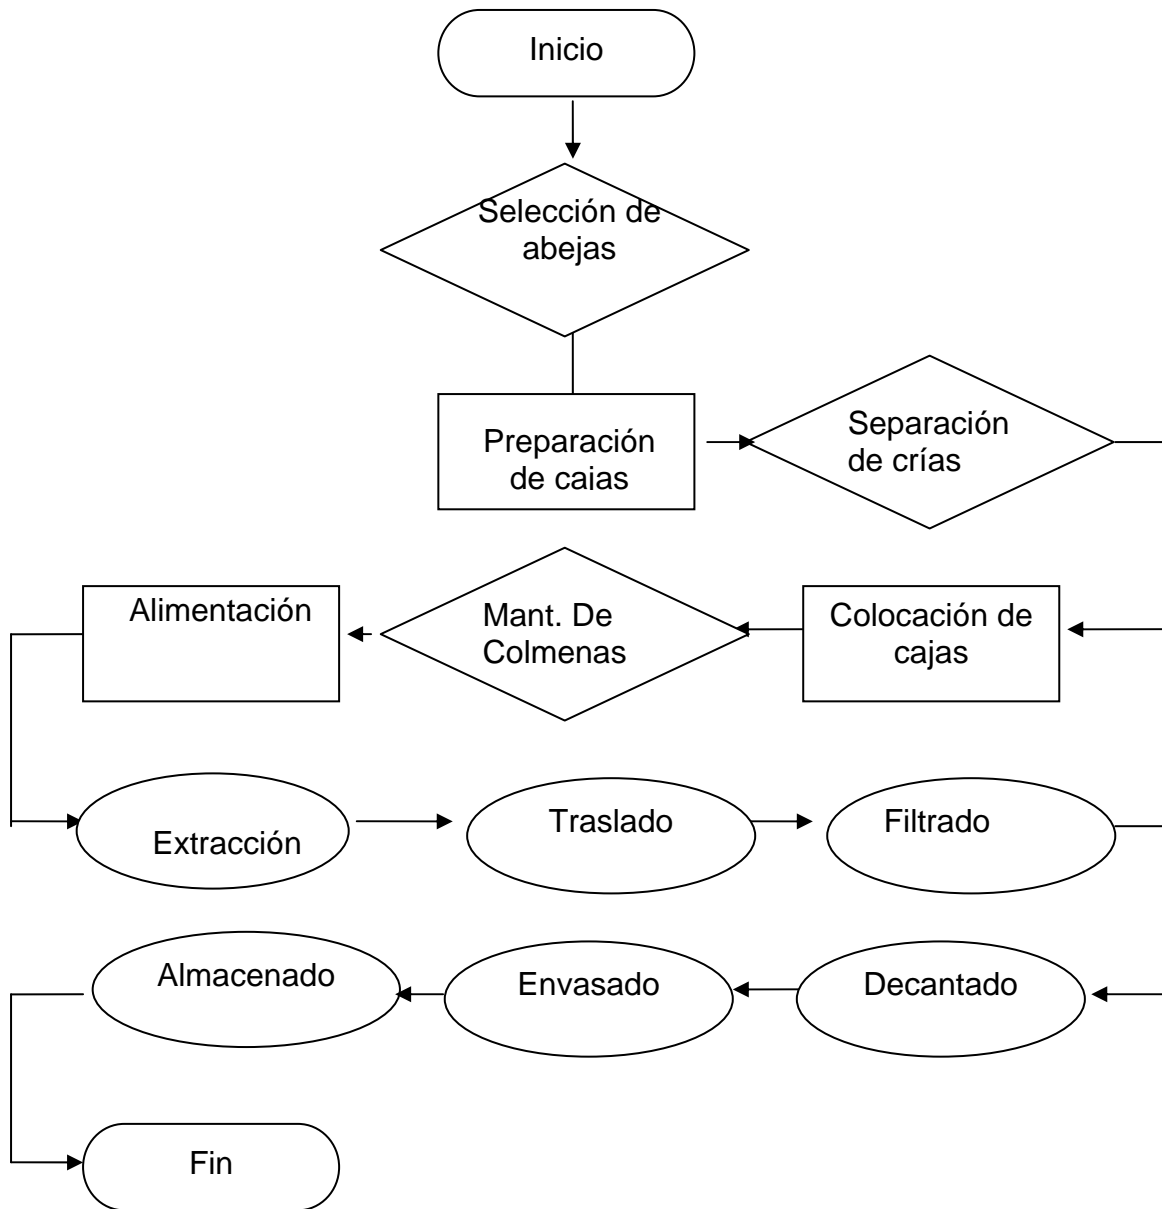 Inicio
Selección de
abejas
Preparación
de caias
Separación
de crías
Colocación de
cajas
Mant. De
Colmenas
Alimentación
Extracción
Traslado
Filtrado
Decantado
Envasado
Almacenado
Fin